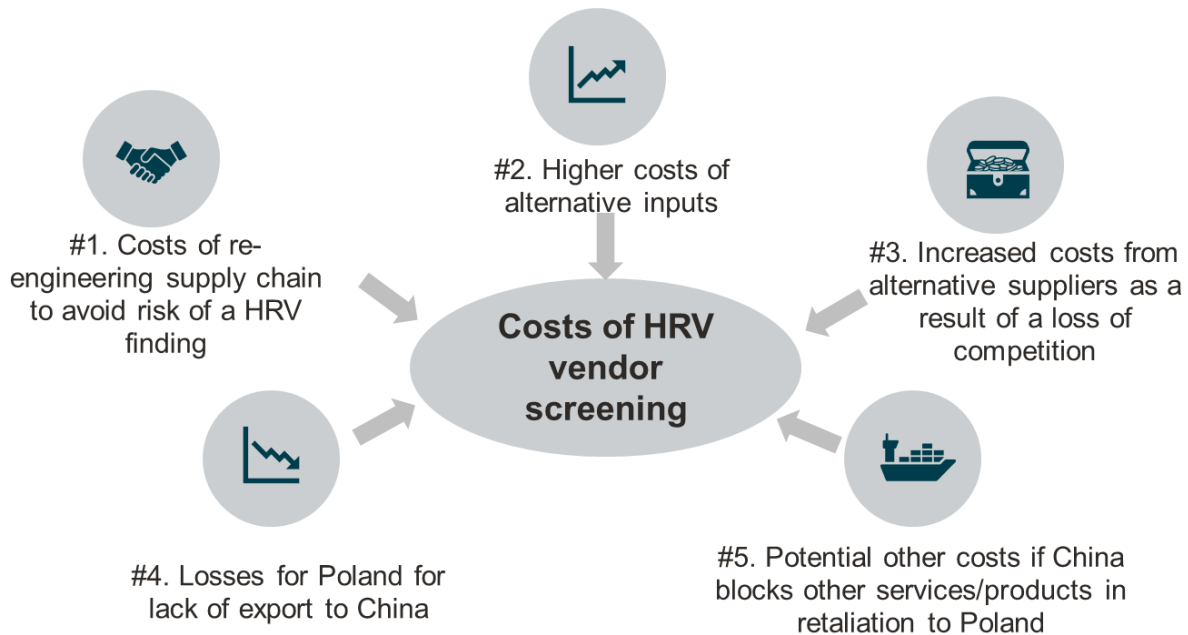 #1. Costs of re-
engineering supply chain
to avoid risk of a HRV
finding
#2. Higher costs of
alternative inputs
#3. Increased costs from
alternative suppliers as a
result of a loss of
competition
Costs of HRV
vendor
screening
#4. Losses for Poland for
lack of export to China
#5. Potential other costs if China
blocks other services/products in
retaliation to Poland